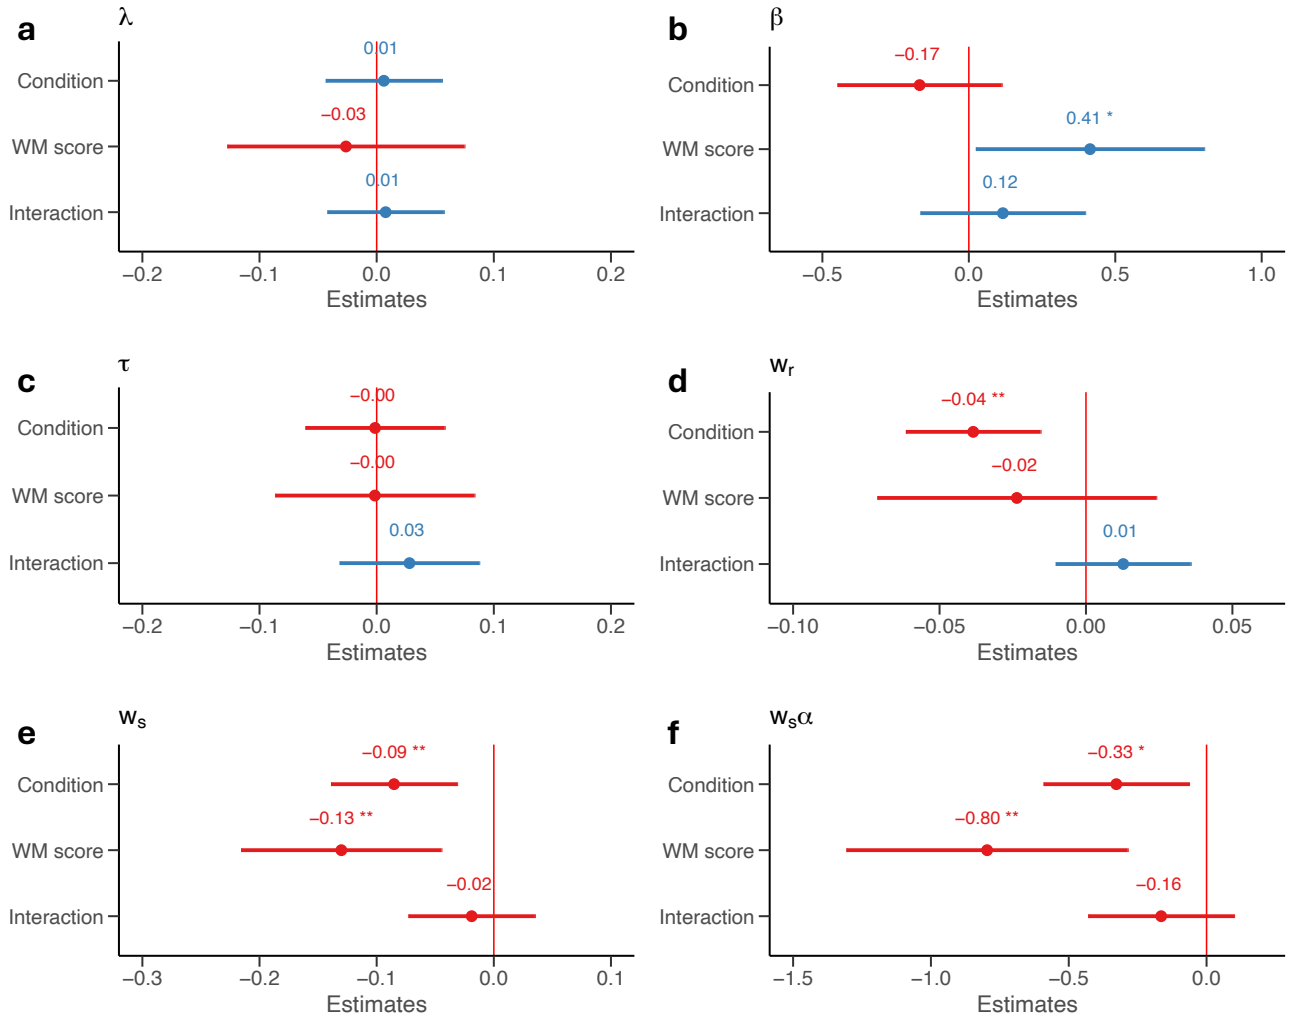 a
λ
Condition
0.01
WM score
−0.03
Interaction
0.01
−0.2 −0.1 0.0 0.1 0.2
Estimates
b
β
Condition
−0.17
WM score
0.41 *
Interaction
0.12
−0.5 0.0 0.5 1.0
Estimates
c
τ
Condition
−0.00
WM score
−0.00
Interaction
0.03
−0.2 −0.1 0.0 0.1 0.2
Estimates
d
wr
Condition
−0.04 **
WM score
−0.02
Interaction
0.01
−0.10 −0.05 0.00 0.05
Estimates
e
ws
Condition
−0.09 **
WM score
−0.13 **
Interaction
−0.02
−0.3 −0.2 −0.1 0.0 0.1
Estimates
f
wsα
Condition
−0.33 *
WM score
−0.80 **
Interaction
−0.16
−1.5 −1.0 −0.5 0.0
Estimates